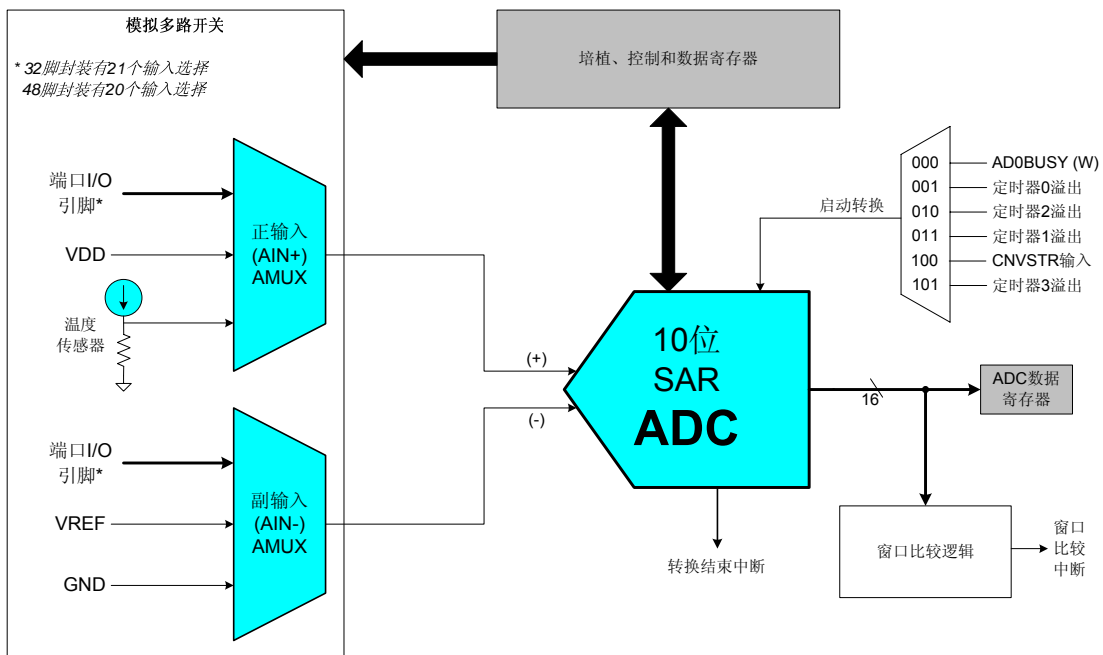 模拟多路开关
* 32脚封装有21个输入选择
48脚封装有20个输入选择
培植、控制和数据寄存器
端口I/O
引脚*
VDD
温度
传感器
正输入
(AIN+)
AMUX
启动转换
000
AD0BUSY (W)
001
定时器0溢出
010
定时器2溢出
011
定时器1溢出
100
CNVSTR输入
101
定时器3溢出
(+)
(-)
10位
SAR
ADC
16
ADC数据
寄存器
端口I/O
引脚*
VREF
GND
副输入
(AIN-)
AMUX
转换结束中断
窗口比较逻辑
窗口
比较
中断